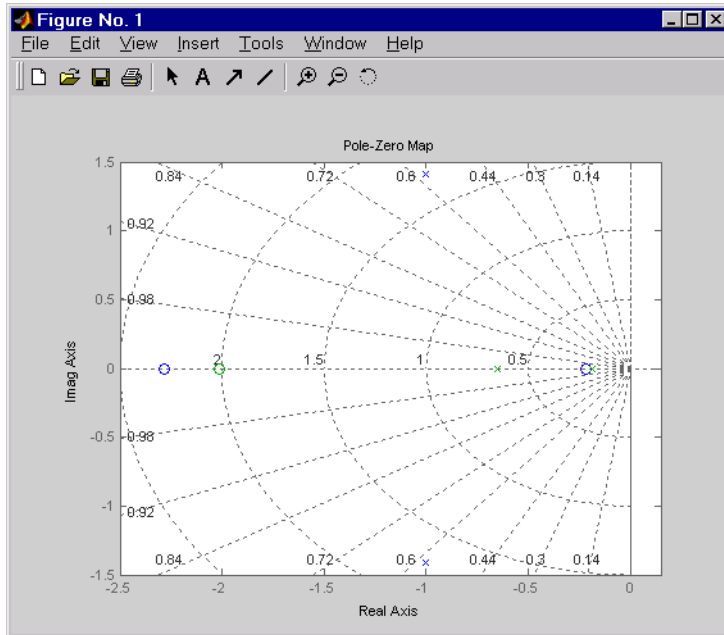 Figure No. 1
File Edit View Insert Tools Window Help
A
Pole-Zero Map
1.5
0.84 0.72 0.6 0.44 0.3 0.14
0.92
1
0.98
0.5
2 1.5 1 0.5
0
Imag Axis
-0.5
0.98
-1
0.92
0.84 0.72 0.6 0.44 0.3 0.14
-1.5
-2.5 -2 -1.5 -1 -0.5 0
Real Axis